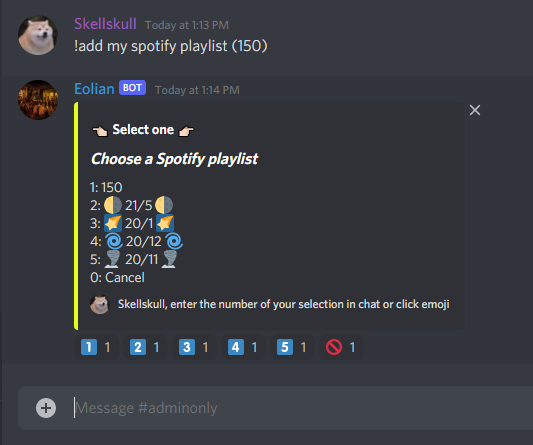 Skellskull Today at 1:13 PM
!add my spotify playlist (150)
Eolian BOT Today at 1:14 PM
👈 Select one 👉
Choose a Spotify playlist
1: 150
2: 🌗 21/5 🌓
3: 🌠 20/1 🌠
4: 🌀 20/12 🌀
5: 🌪️ 20/11 🌪️
0: Cancel
Skellskull, enter the number of your selection in chat or click emoji
1 1 2 1 3 1 4 1 5 1 🚫 1
Message #adminonly